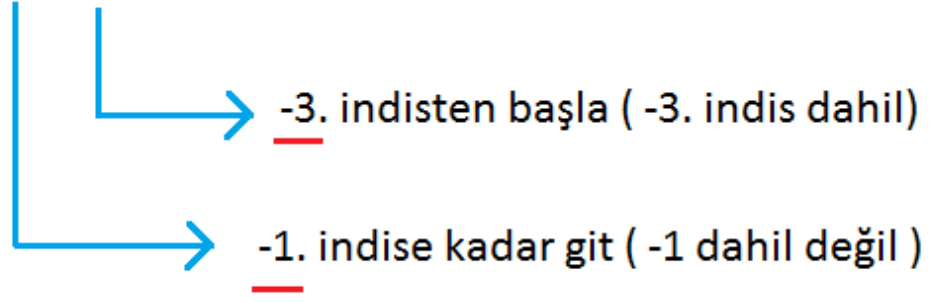 -3. indisten başla ( -3. indis dahil)
-1. indise kadar git ( -1 dahil değil )